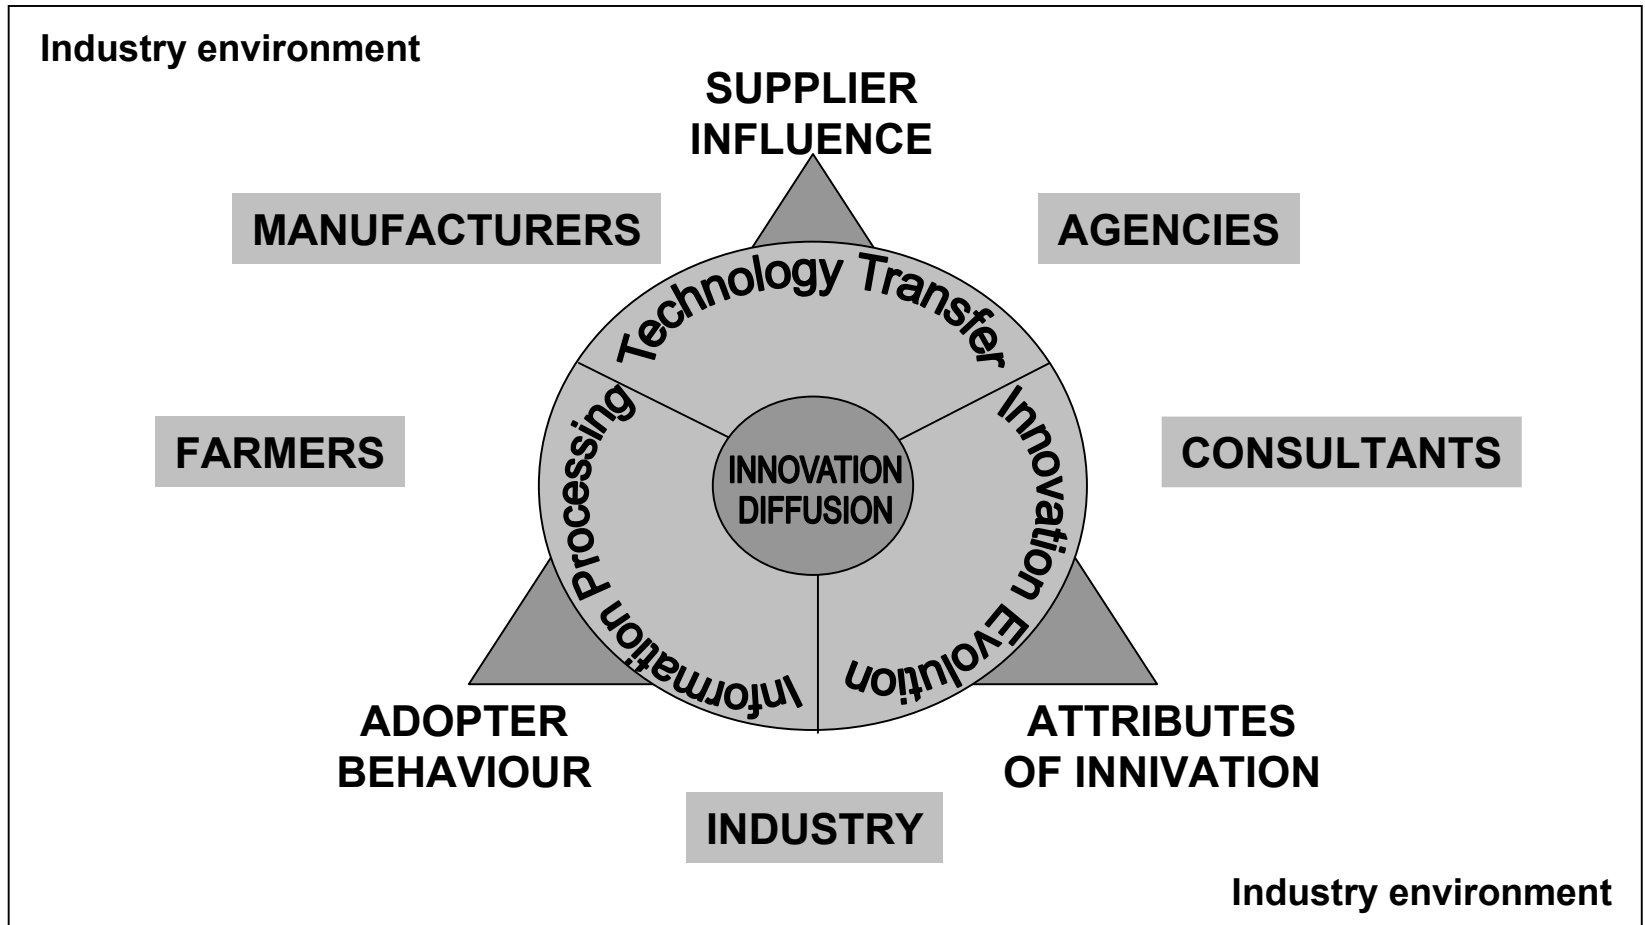 Industry environment
SUPPLIER
INFLUENCE
MANUFACTURERS
AGENCIES
Technology Transfer
FARMERS
Information Processing
INNOVATION
DIFFUSION
Innovation Evolution
CONSULTANTS
ADOPTER
BEHAVIOUR
ATTRIBUTES
OF INNIVATION
INDUSTRY
Industry environment